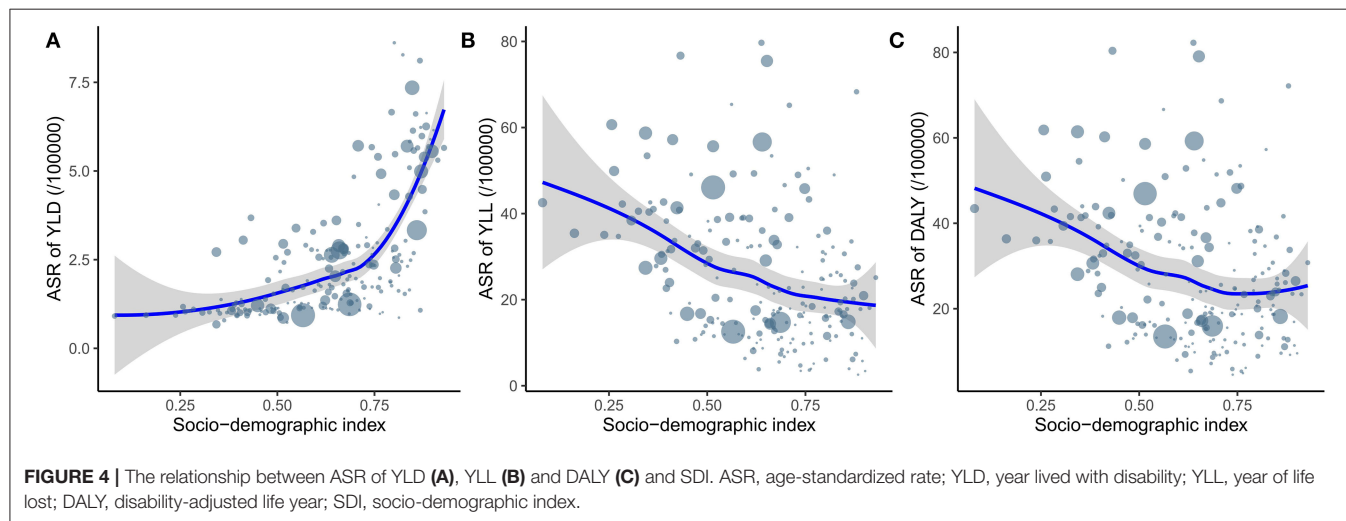 A
ASR of YLD (/100000)
7.5
5.0
2.5
0.0
0.25 0.50 0.75
Socio−demographic index
B
ASR of YLL (/100000)
80
60
40
20
0
0.25 0.50 0.75
Socio−demographic index
C
ASR of DALY (/100000)
80
60
40
20
0.25 0.50 0.75
Socio−demographic index
FIGURE 4 | The relationship between ASR of YLD (A), YLL (B) and DALY (C) and SDI. ASR, age-standardized rate; YLD, year lived with disability; YLL, year of life
lost; DALY, disability-adjusted life year; SDI, socio-demographic index.